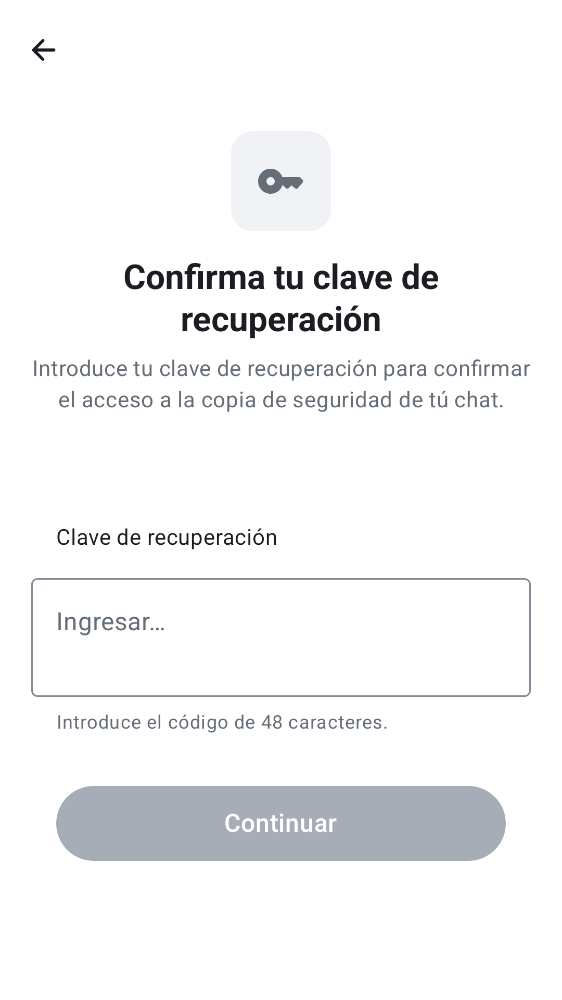 Confirma tu clave de
recuperación
Introduce tu clave de recuperación para confirmar
el acceso a la copia de seguridad de tú chat.
Clave de recuperación
Ingresar...
Introduce el código de 48 caracteres.
Continuar